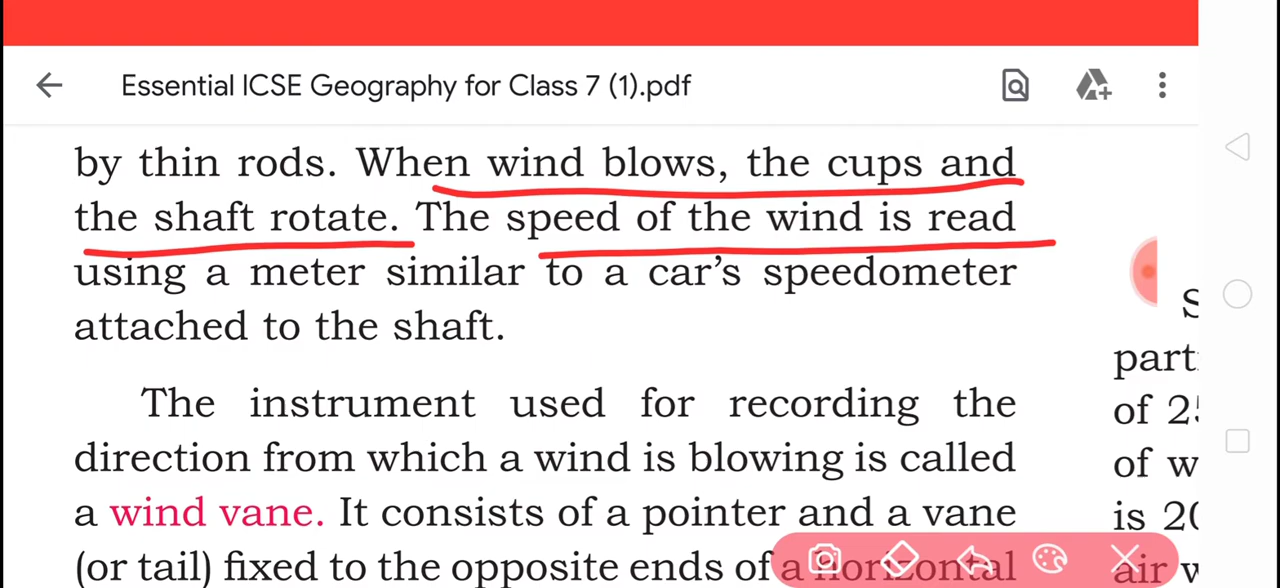 Essential ICSE Geography for Class 7 (1).pdf
by thin rods. When wind blows, the cups and
the shaft rotate. The speed of the wind is read
using a meter similar to a car's speedometer
attached to the shaft.
The instrument used for recording the
direction from which a wind is blowing is called
a wind vane. It consists of a pointer and a vane
(or tail) fixed to the opposite ends of a horizontal
of
of w
is
air w